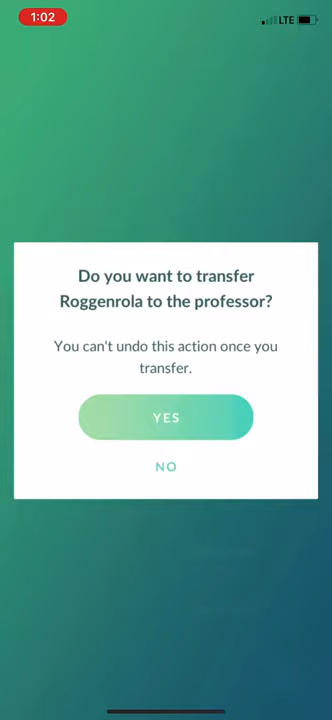 1:02
LTE
Do you want to transfer
Roggenrola to the professor?
You can't undo this action once you
transfer.
YES
NO